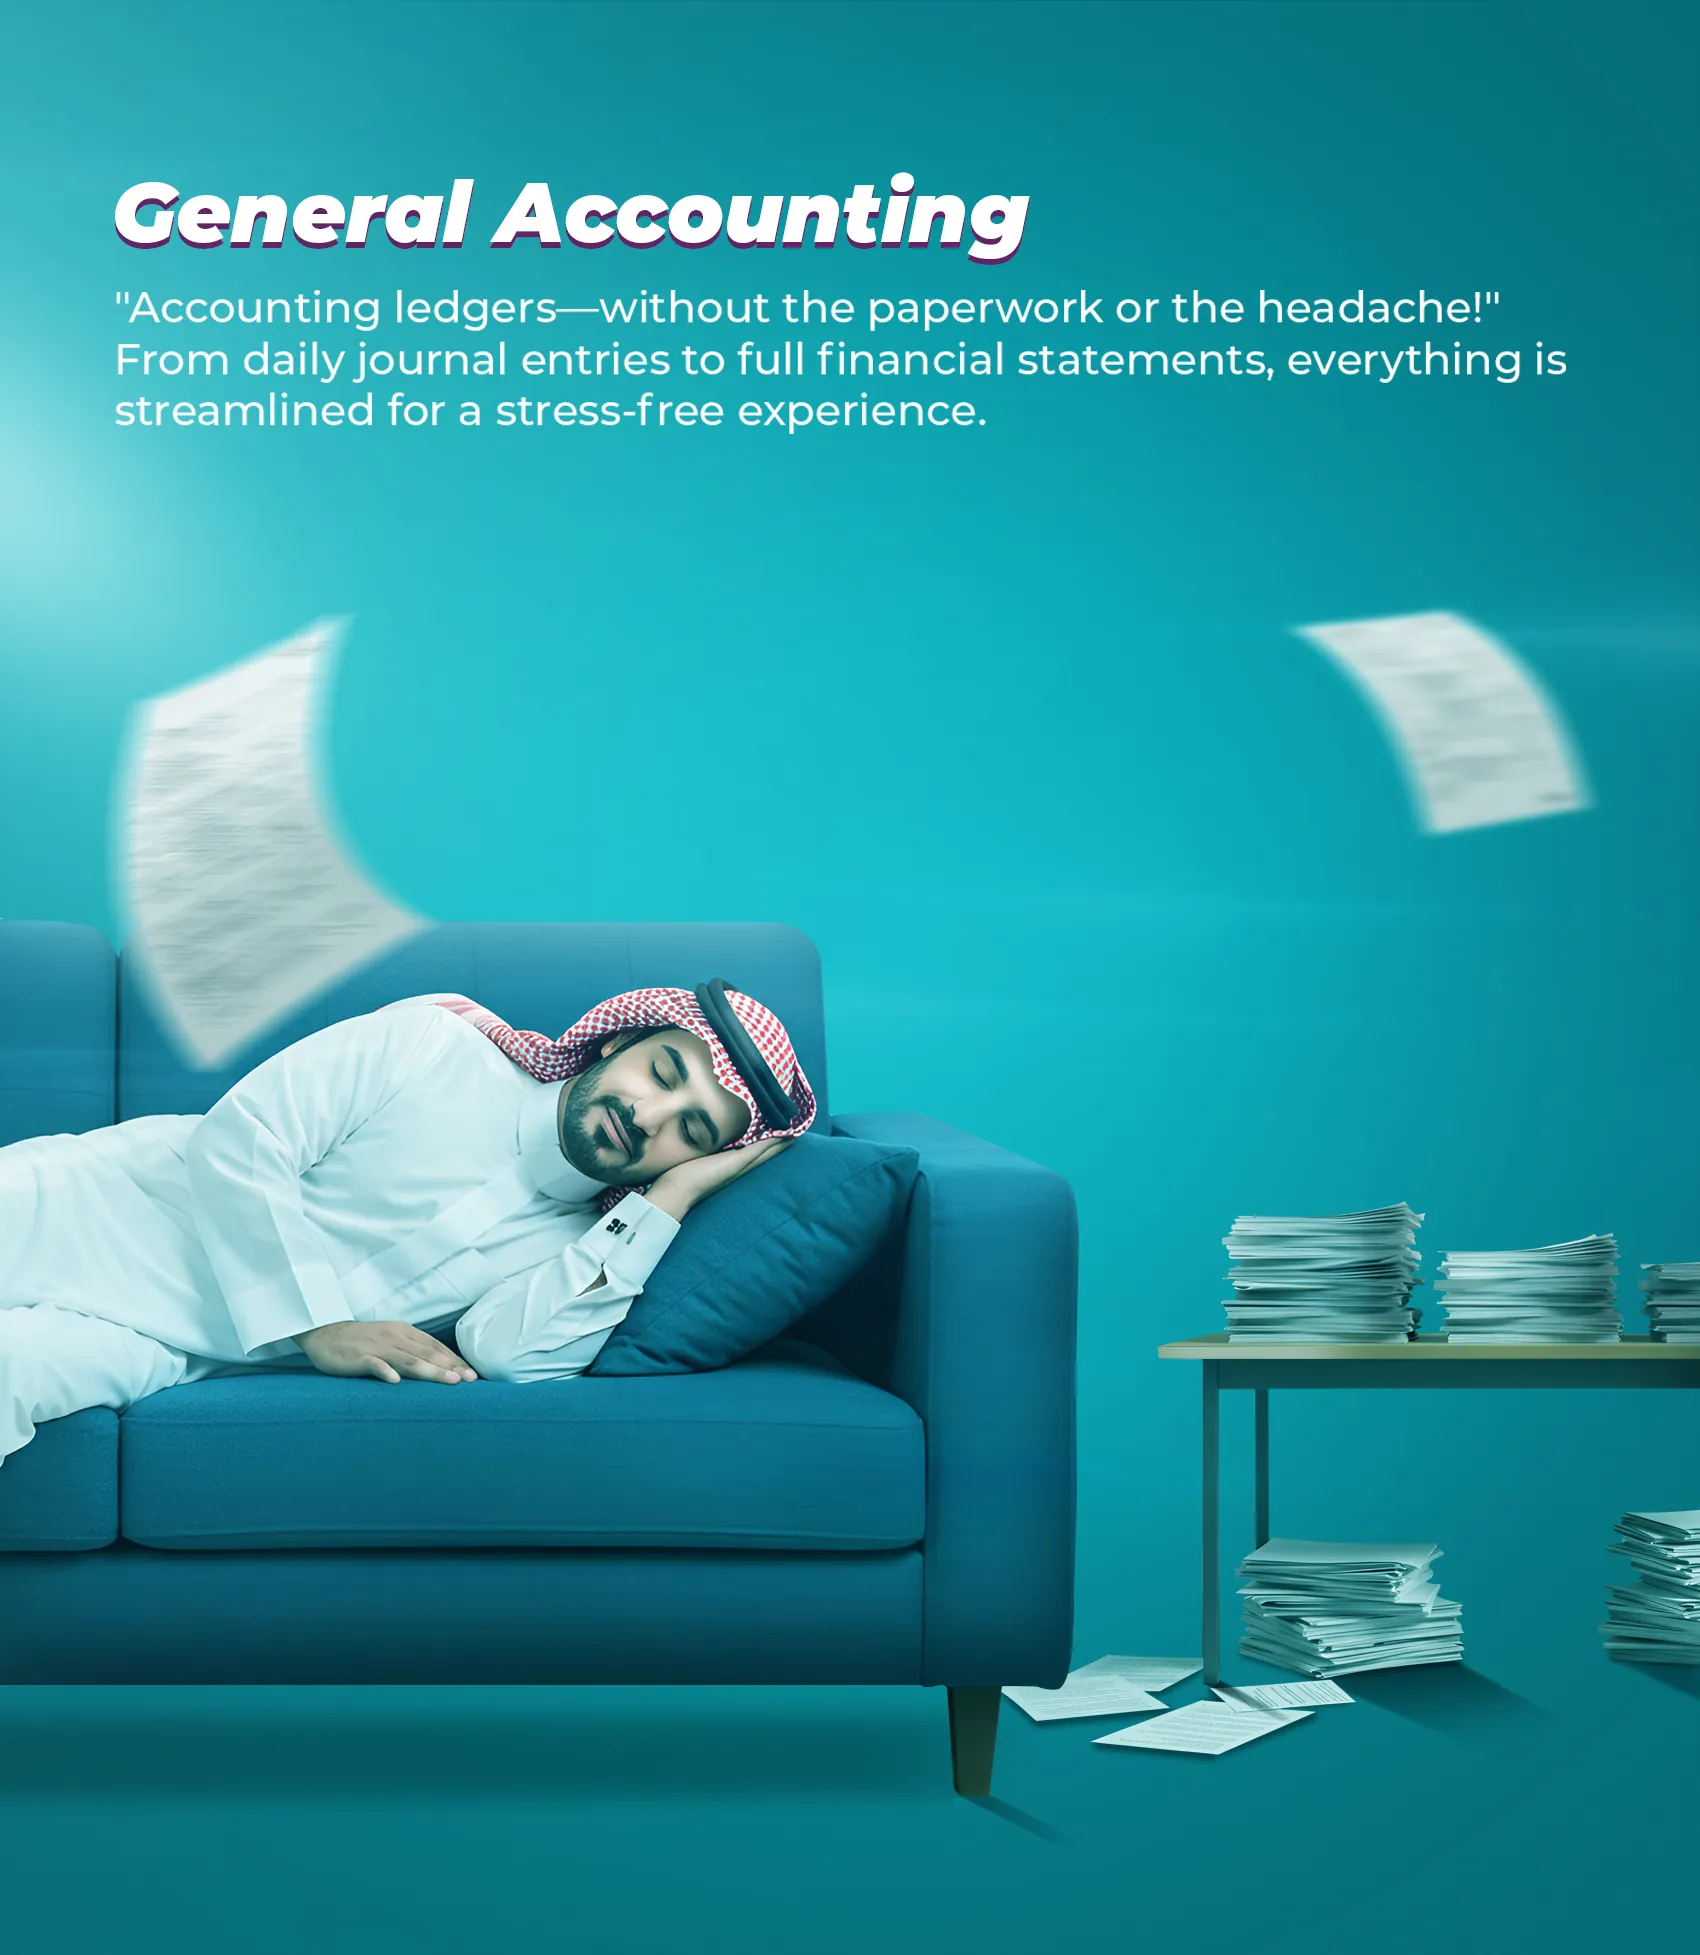 General Accounting
"Accounting ledgers—without the paperwork or the headache!"
From daily journal entries to full financial statements, everything is
streamlined for a stress-free experience.